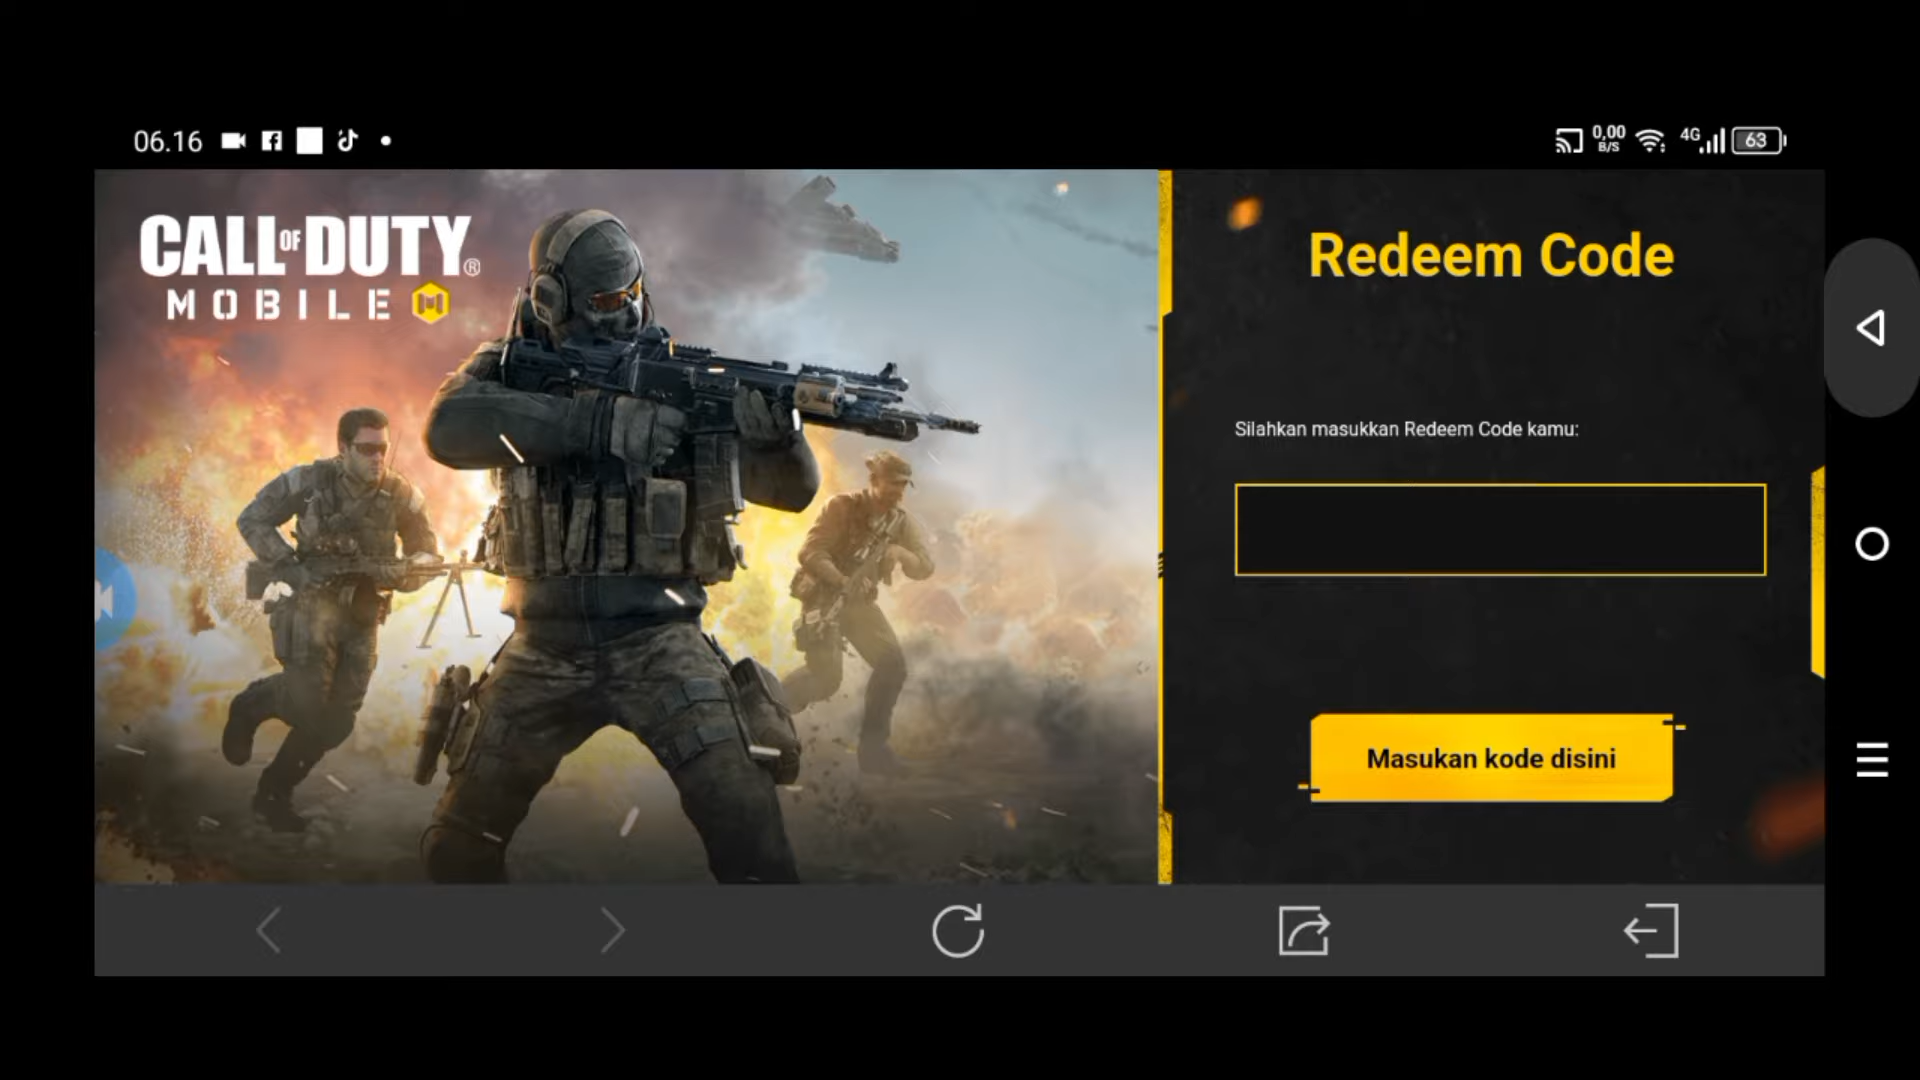 06.16
0,00
B/S
4G
63
CALL OF DUTY®
MOBILE
Redeem Code
Silahkan masukkan Redeem Code kamu:
Masukan kode disini